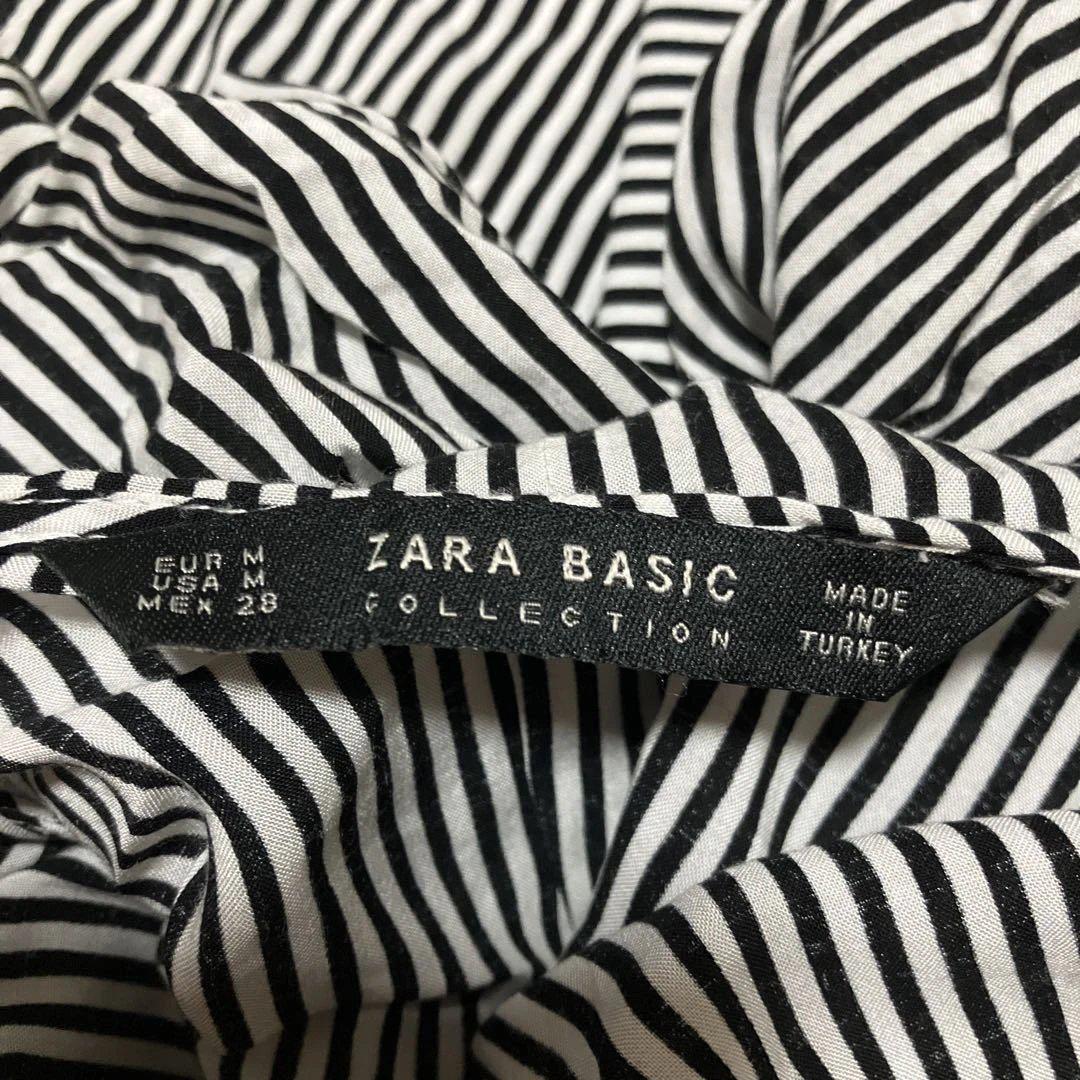 EUR M
USA M
MEX 28
ZARA BASIC
COLLECTION
MADE
IN
TURKEY